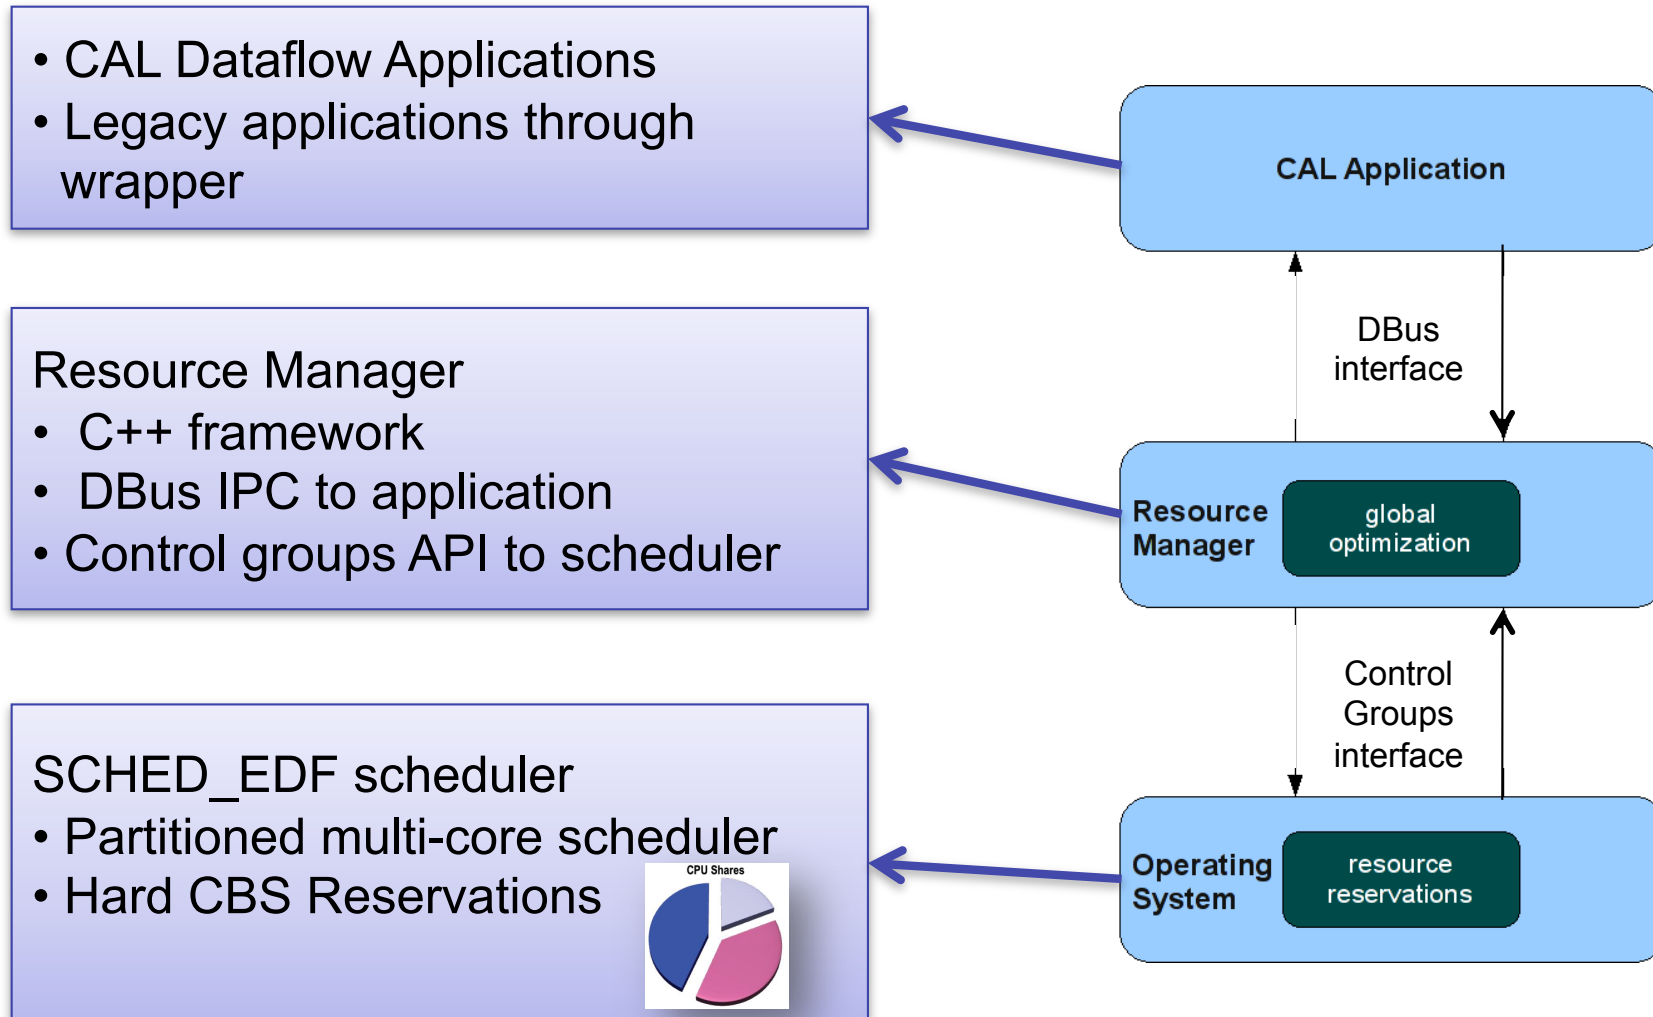 • CAL Dataflow Applications
• Legacy applications through
wrapper
CAL Application
DBus
interface
Resource Manager
• C++ framework
• DBus IPC to application
• Control groups API to scheduler
Resource
Manager
global
optimization
Control
Groups
interface
SCHED_EDF scheduler
• Partitioned multi-core scheduler
• Hard CBS Reservations
CPU Shares
Operating
System
resource
reservations